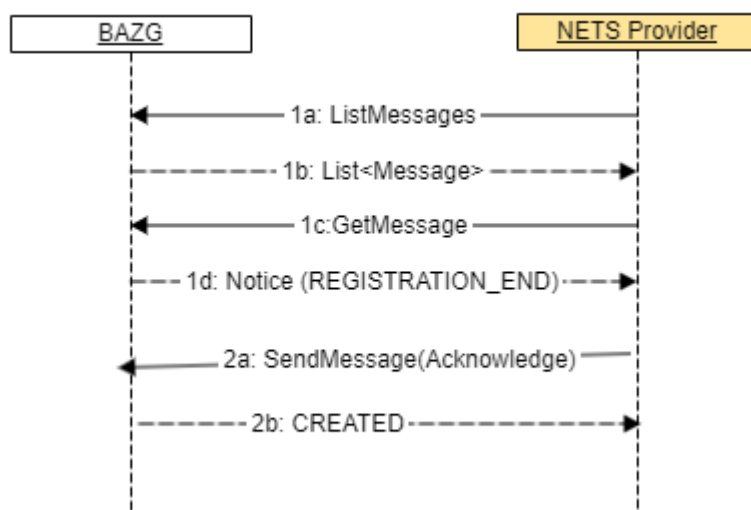 BAZG
NETS Provider
1a: ListMessages
1b: List<Message>
1c:GetMessage
1d: Notice (REGISTRATION_END)
2a: SendMessage(Acknowledge)
2b: CREATED